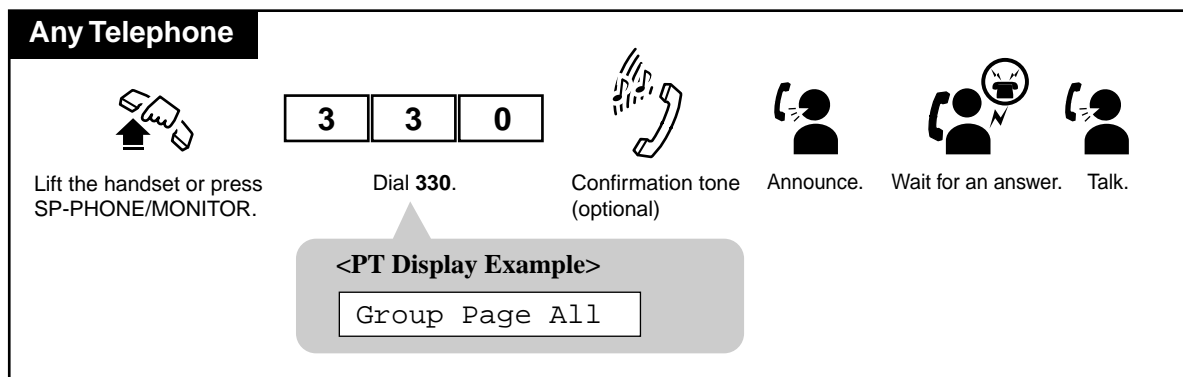 Any Telephone
3 3 0
Lift the handset or press
SP-PHONE/MONITOR.
Dial 330.
Confirmation tone
(optional)
Announce.
Wait for an answer.
Talk.
<PT Display Example>
Group Page All